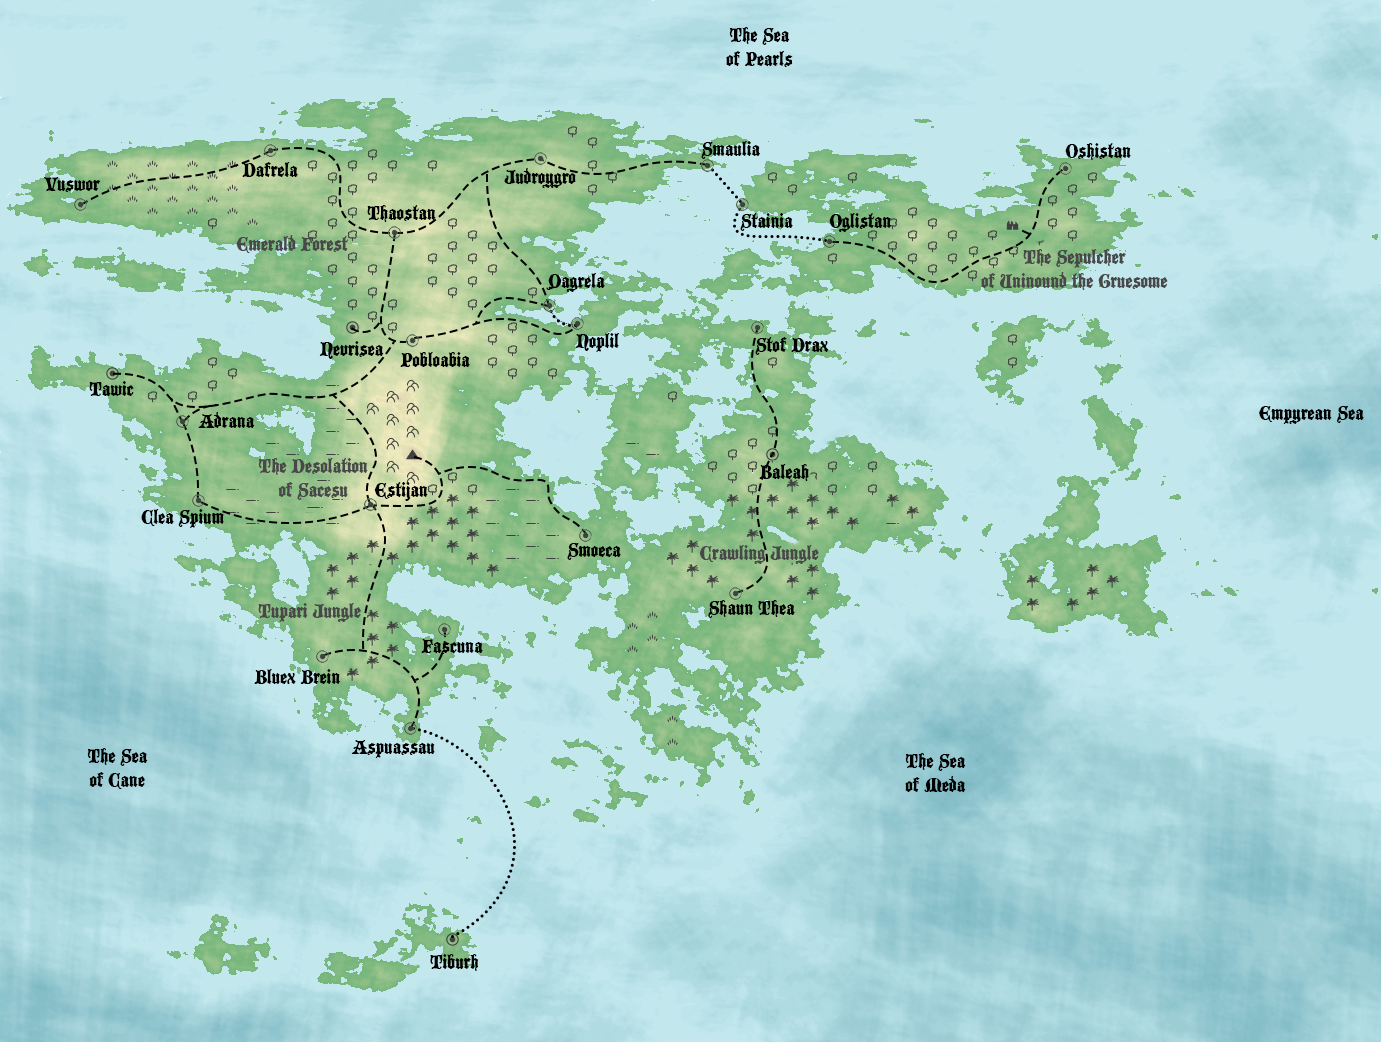 The Sea
of Pearls
Smaulia
Oshistan
Dafrela
Judroygro
Vuswor
Thaostan
Stainia
Oglistan
Emerald Forest
The Sepulcher
of Uninound the Gruesome
Oagrela
Noplil
Nevrisea
Pobloabia
Stof Drax
Tawic
Adrana
Empyrean Sea
The Desolation
of Sacesu
Baleah
Estijan
Clea Spium
Smoeca
Crawling Jungle
Tupari Jungle
Shaun Thea
Fascuna
Bluex Brein
Aspuassau
The Sea
of Cane
The Sea
of Meda
Tiburh